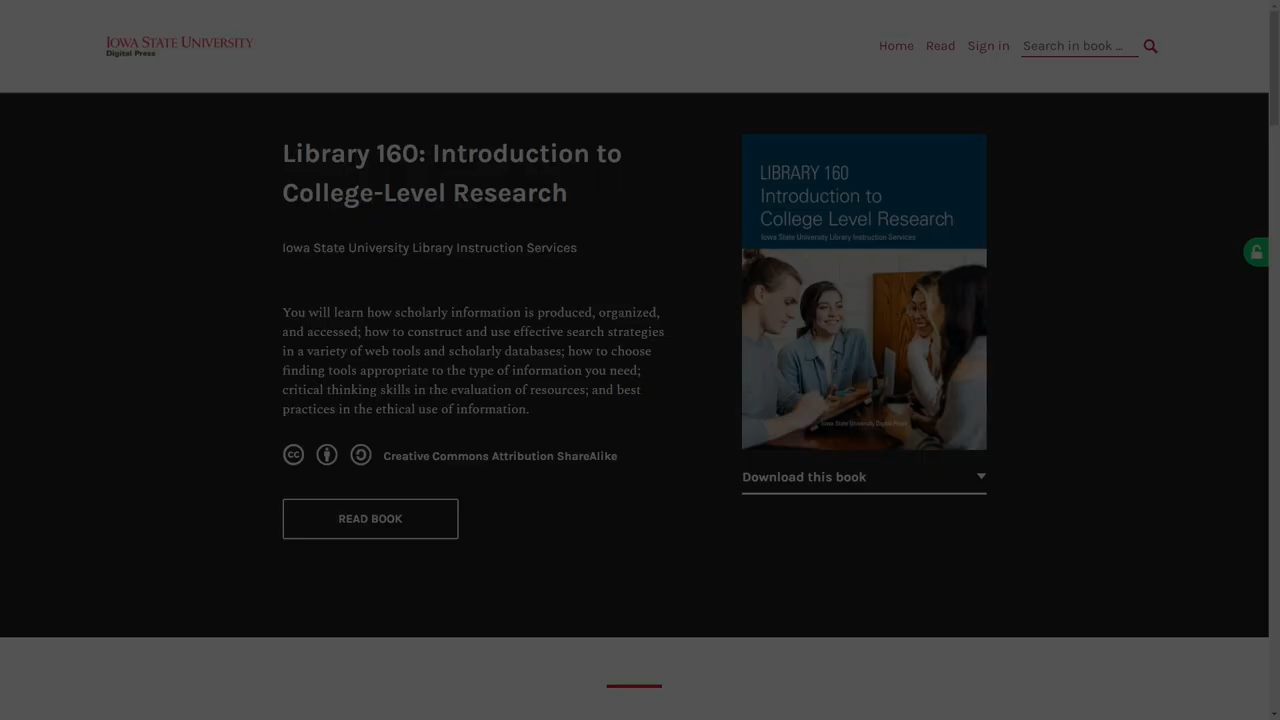 IOWA STATE UNIVERSITY
Digital Press
Home Read Sign in Search in book ...
Library 160: Introduction to
College-Level Research
Iowa State University Library Instruction Services
You will learn how scholarly information is produced, organized,
and accessed; how to construct and use effective search strategies
in a variety of web tools and scholarly databases; how to choose
finding tools appropriate to the type of information you need;
critical thinking skills in the evaluation of resources; and best
practices in the ethical use of information.
Creative Commons Attribution ShareAlike
READ BOOK
LIBRARY 160
Introduction to
College Level Research
Iowa State University Library Instruction Services
Iowa State University Digital Press
Download this book